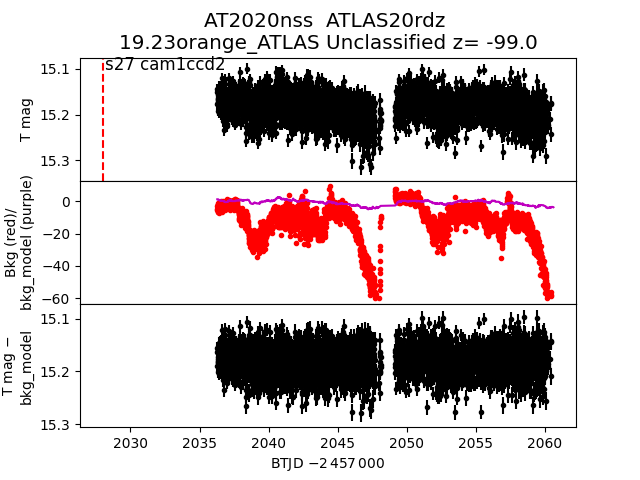 AT2020nss  ATLAS20rdz
19.23orange_ATLAS Unclassified z= -99.0
s27 cam1ccd2
15.1
15.2
15.3
T mag
0
−20
−40
−60
Bkg (red)/
bkg_model (purple)
15.1
15.2
15.3
T mag −
bkg_model
2030 2035 2040 2045 2050 2055 2060
BTJD −2 457 000